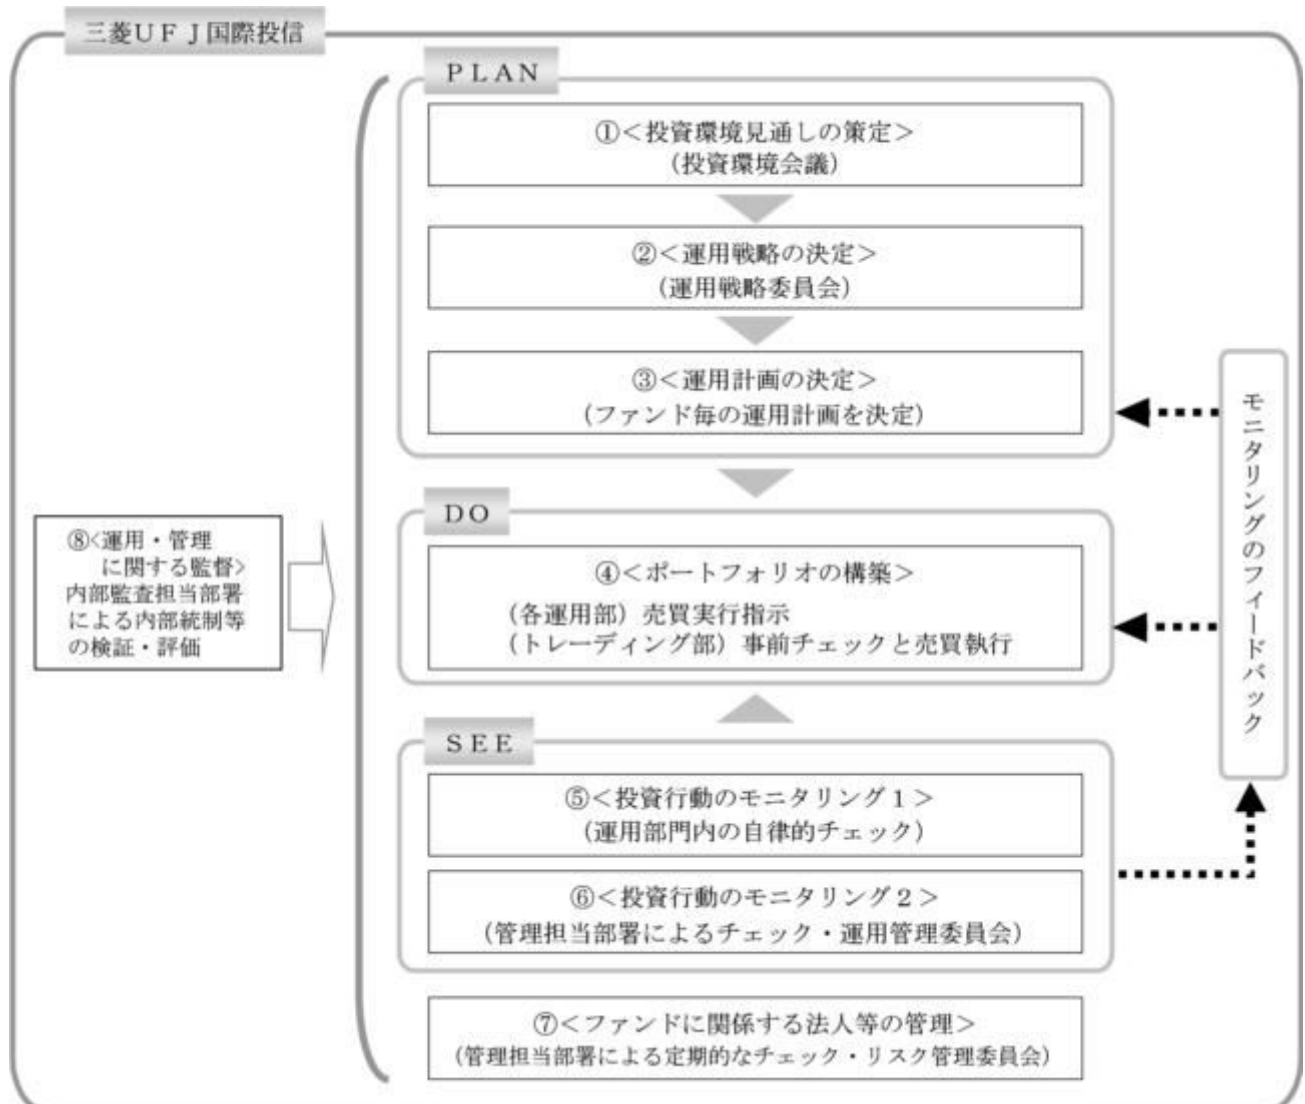 三菱UFJ国際投信
PLAN
①<投資環境見通しの策定>
(投資環境会議)
②<運用戦略の決定>
(運用戦略委員会)
③<運用計画の決定>
(ファンド毎の運用計画を決定)
DO
④<ポートフォリオの構築>
(各運用部)売買実行指示
(トレーディング部)事前チェックと売買執行
SEE
⑤<投資行動のモニタリング1>
(運用部門内の自律的チェック)
⑥<投資行動のモニタリング2>
(管理担当部署によるチェック・運用管理委員会)
⑦<ファンドに関係する法人等の管理>
(管理担当部署による定期的なチェック・リスク管理委員会)
⑧<運用・管理
に関する監督>
内部監査担当部署
による内部統制等
の検証・評価
モニタリングのフィードバック